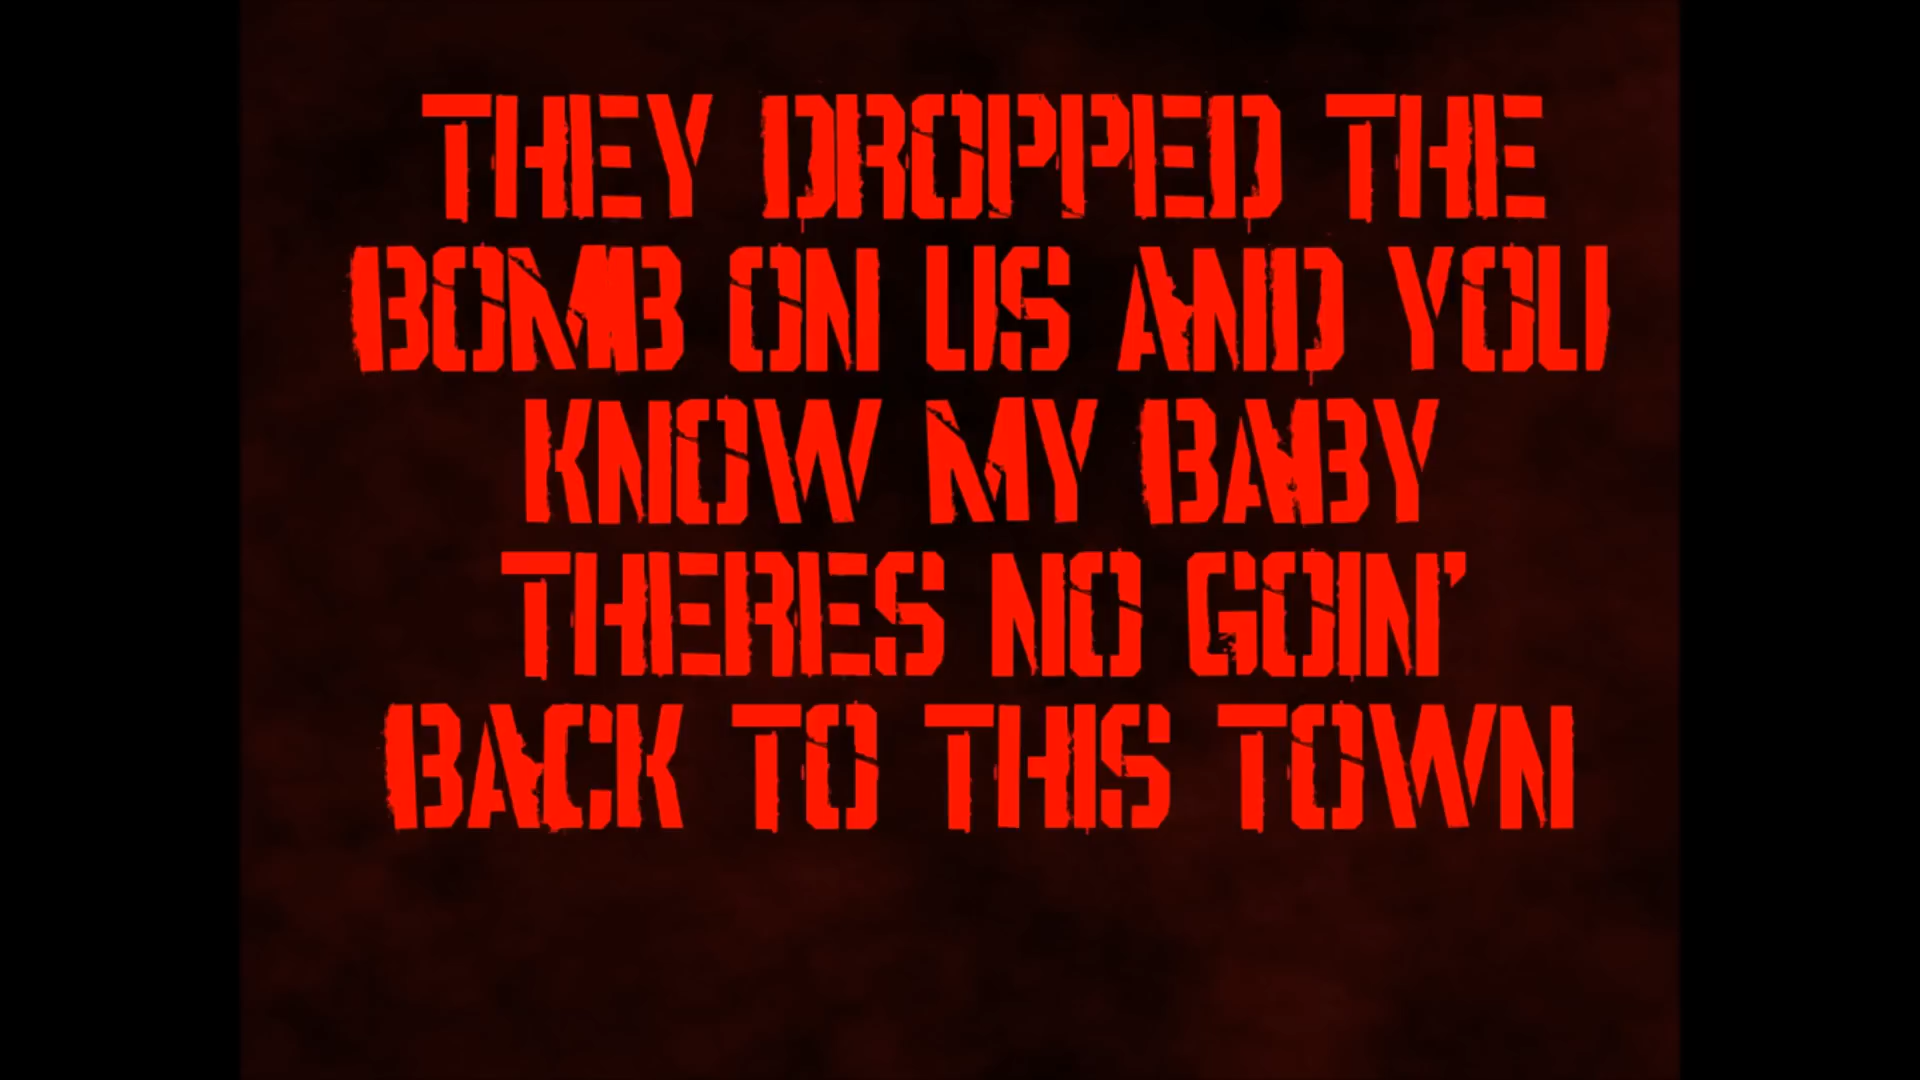 THEY DROPPED THE
BOMB ON US AND YOU
KNOW MY BABY
THERES NO GOIN'
BACK TO THIS TOWN